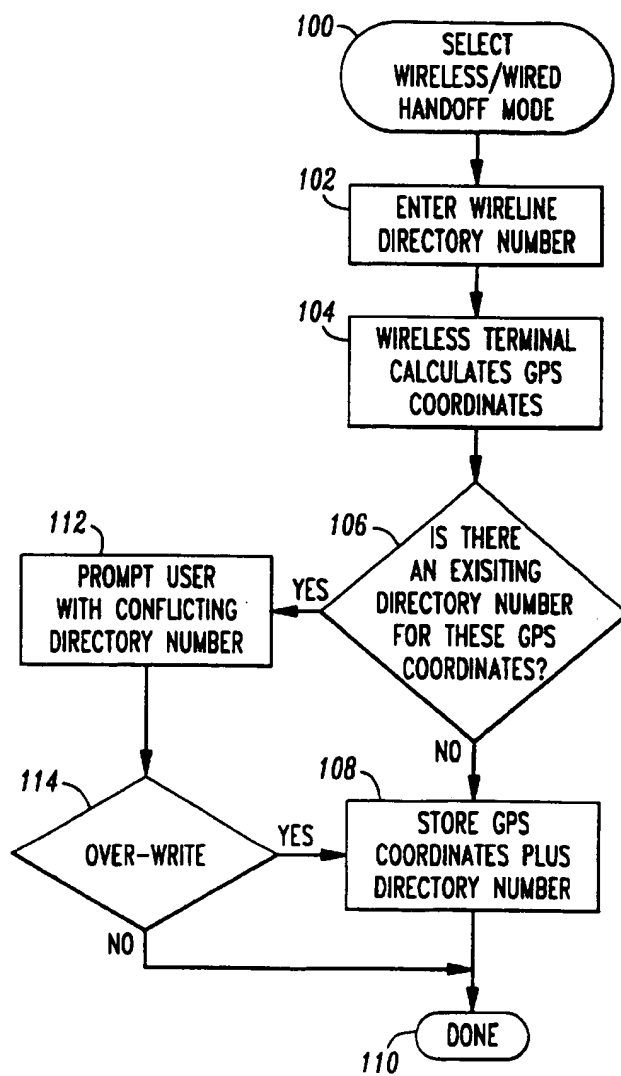 100
SELECT
WIRELESS/WIRED
HANDOFF MODE
102
ENTER WIRELINE
DIRECTORY NUMBER
104
WIRELESS TERMINAL
CALCULATES GPS
COORDINATES
106
IS THERE
AN EXISITING
DIRECTORY NUMBER
FOR THESE GPS
COORDINATES?
YES
NO
112
PROMPT USER
WITH CONFLICTING
DIRECTORY NUMBER
114
OVER-WRITE
YES
NO
108
STORE GPS
COORDINATES PLUS
DIRECTORY NUMBER
DONE
110